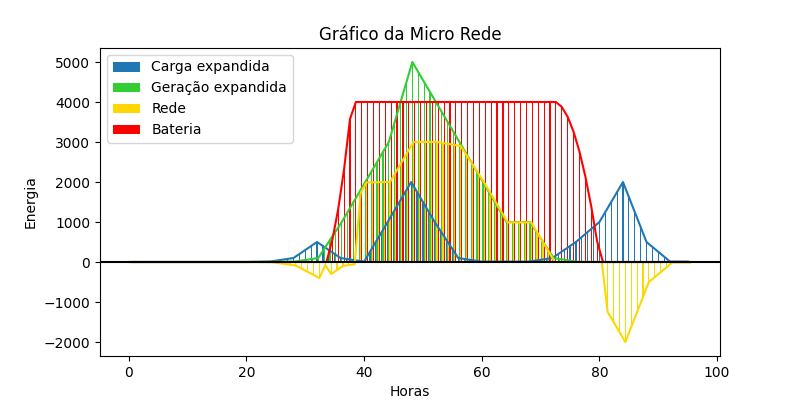 Gráfico da Micro Rede
Carga expandida
Geração expandida
Rede
Bateria
5000
4000
3000
2000
1000
0
−1000
−2000
Energia
0 20 40 60 80 100
Horas